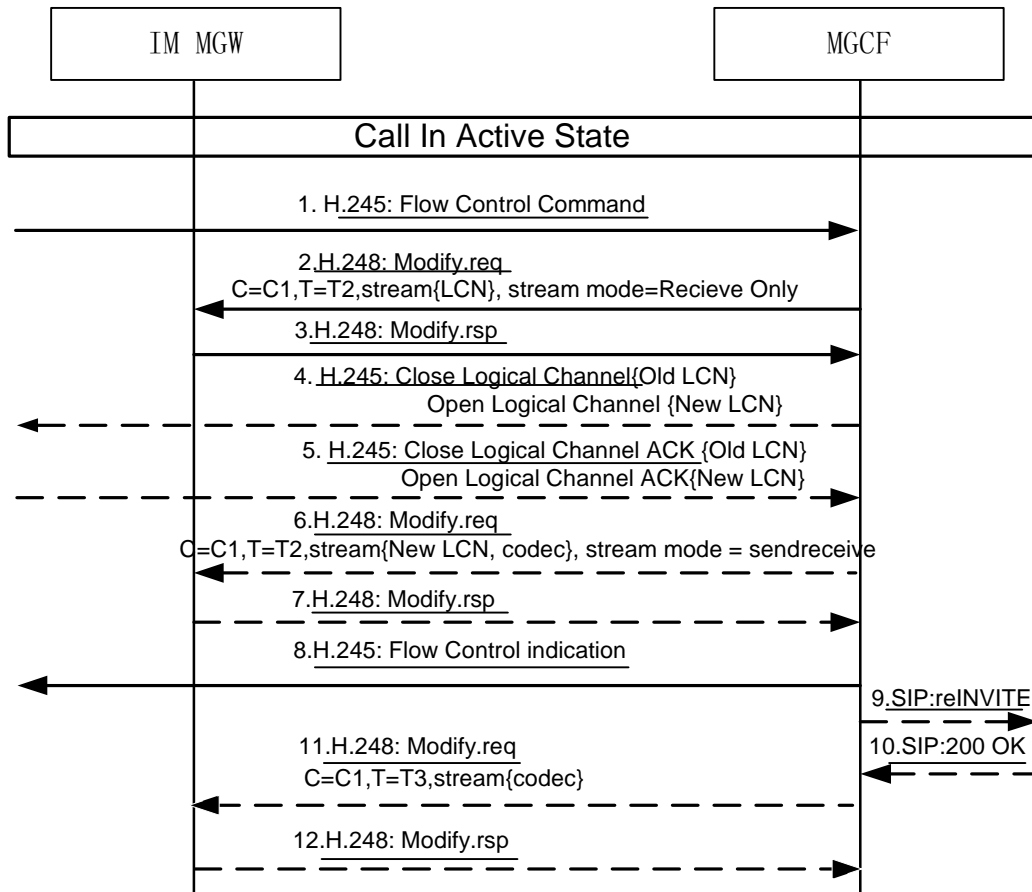 IM MGW
MGCF
Call In Active State
1. H.245: Flow Control Command
2.H.248: Modify.req
C=C1,T=T2,stream{LCN}, stream mode=Recieve Only
3.H.248: Modify.rsp
4. H.245: Close Logical Channel{Old LCN}
Open Logical Channel {New LCN}
5. H.245: Close Logical Channel ACK {Old LCN}
Open Logical Channel ACK{New LCN}
6.H.248: Modify.req
C=C1,T=T2,stream{New LCN, codec}, stream mode = sendreceive
7.H.248: Modify.rsp
8.H.245: Flow Control indication
9.SIP:reINVITE
10.SIP:200 OK
11.H.248: Modify.req
C=C1,T=T3,stream{codec}
12.H.248: Modify.rsp